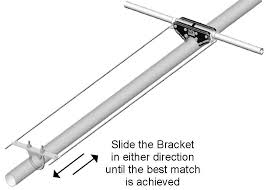 Slide the Bracket
in either direction
until the best match
is achieved